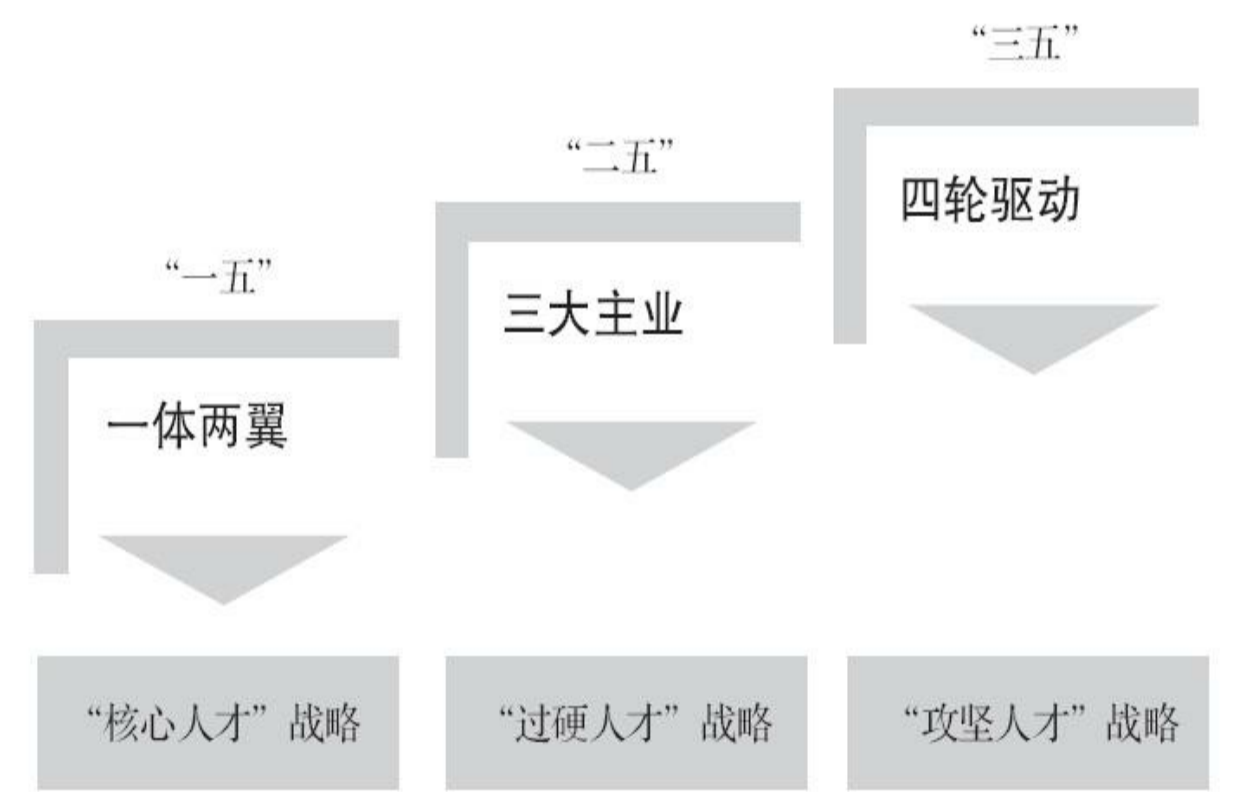 “三五”
四轮驱动
“二五”
三大主业
“一五”
一体两翼
“核心人才”战略
“过硬人才”战略
“攻坚人才”战略